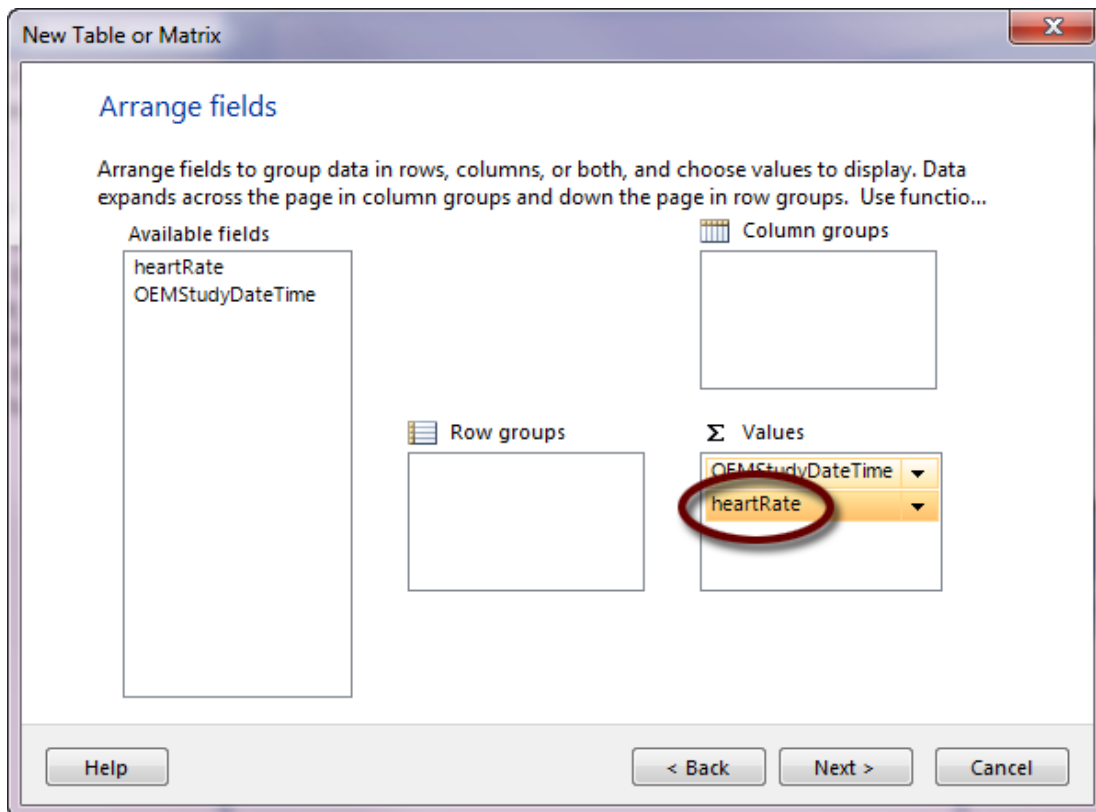 New Table or Matrix
Arrange fields
Arrange fields to group data in rows, columns, or both, and choose values to display. Data
expands across the page in column groups and down the page in row groups. Use functio...
Available fields
heartRate
OEMStudyDateTime
Column groups
Row groups
Σ Values
OEMStudyDateTime
heartRate
Help
< Back
Next >
Cancel